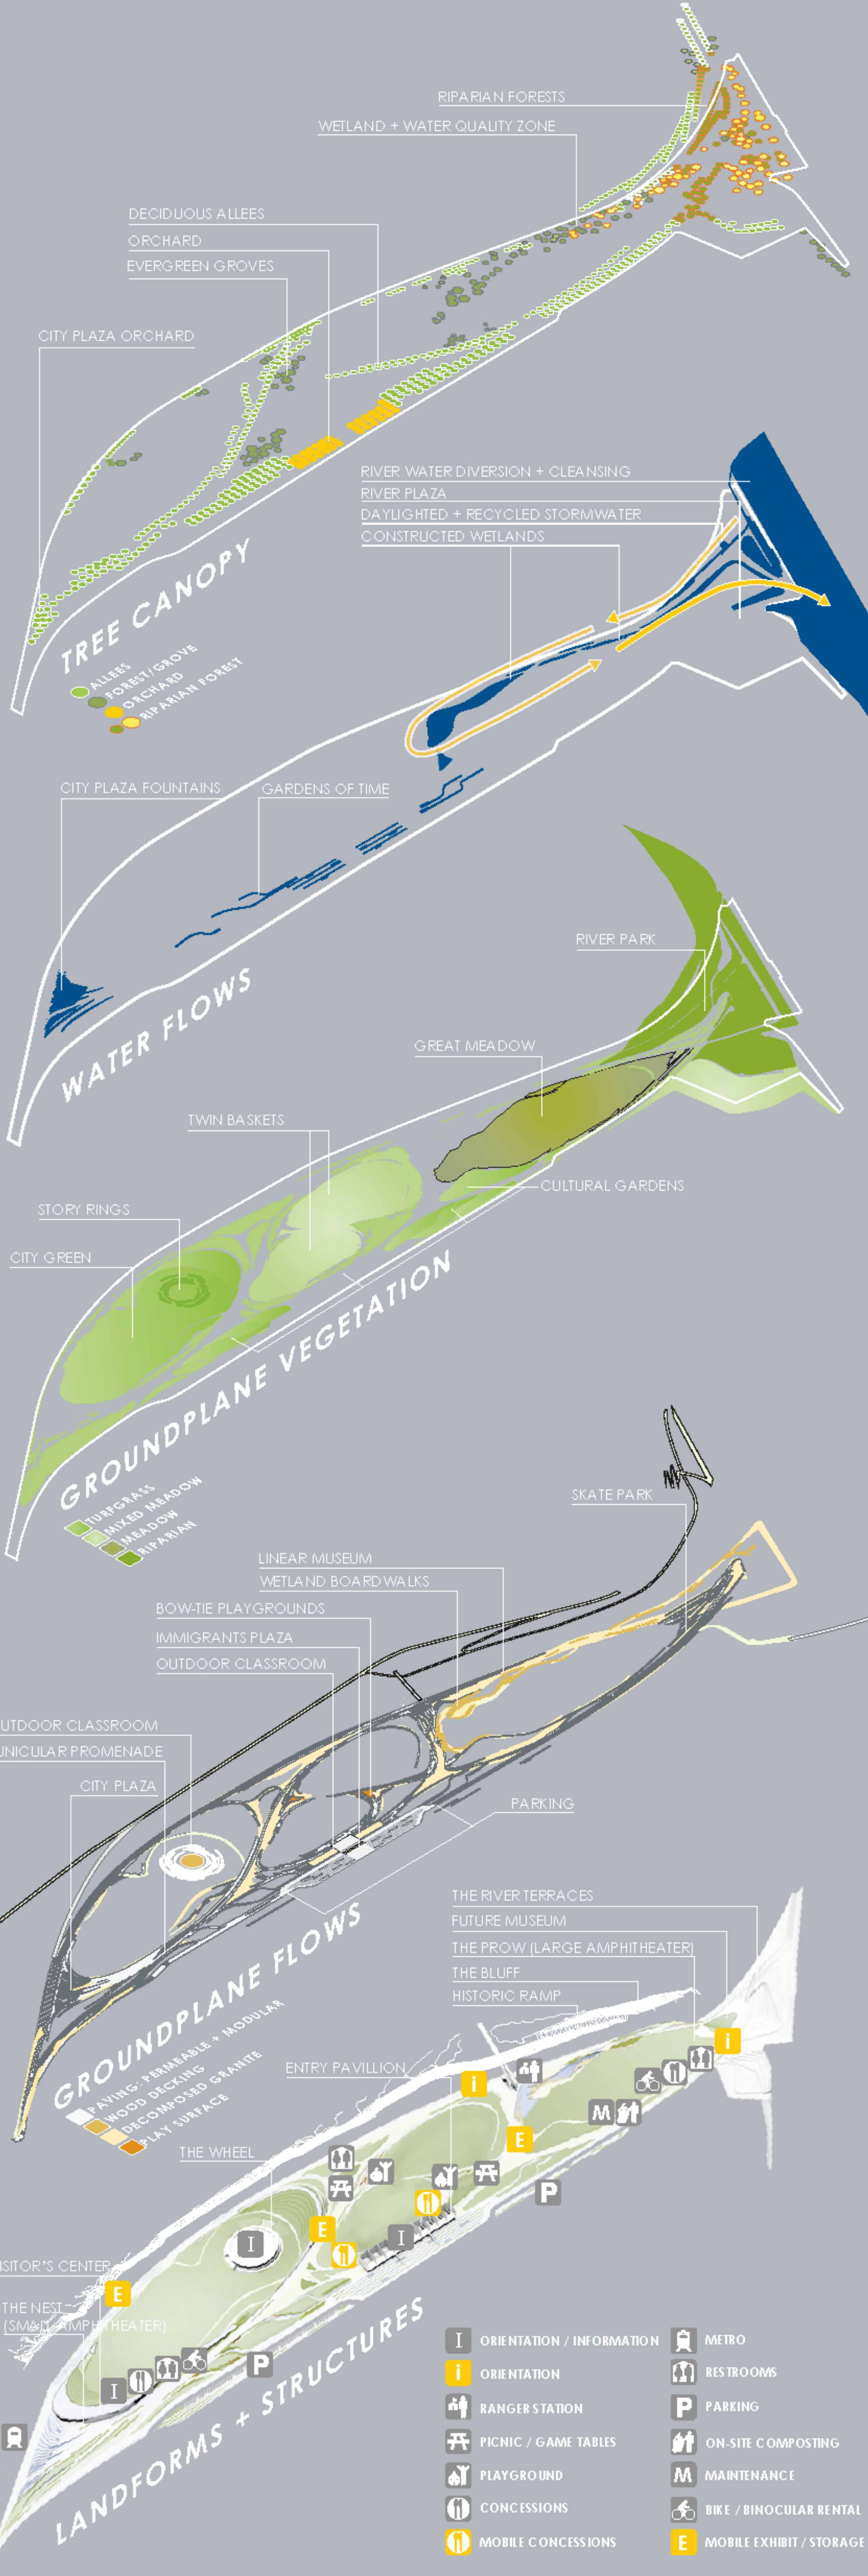 RIPARIAN FORESTS
WETLAND + WATER QUALITY ZONE
DECIDUOUS ALLEES
ORCHARD
EVERGREEN GROVES
CITY PLAZA ORCHARD
TREE CANOPY
ALLEES
FOREST/GROVE
ORCHARD
RIPARIAN FOREST
RIVER WATER DIVERSION + CLEANSING
RIVER PLAZA
DAYLIGHTED + RECYCLED STORMWATER
CONSTRUCTED WETLANDS
CITY PLAZA FOUNTAINS
GARDENS OF TIME
WATER FLOWS
RIVER PARK
GREAT MEADOW
TWIN BASKETS
CULTURAL GARDENS
STORY RINGS
CITY GREEN
GROUNDPLANE VEGETATION
TURFGRASS
MIXED MEADOW
MEADOW
RIPARIAN
SKATE PARK
LINEAR MUSEUM
WETLAND BOARDWALKS
BOW-TIE PLAYGROUNDS
IMMIGRANTS PLAZA
OUTDOOR CLASSROOM
UTDOOR CLASSROOM
UNICULAR PROMENADE
CITY PLAZA
PARKING
GROUNDPLANE FLOWS
PAVING: PERMEABLE + MODULAR
WOOD DECKING
DECOMPOSED GRANITE
PLAY SURFACE
THE RIVER TERRACES
FUTURE MUSEUM
THE PROW (LARGE AMPHITHEATER)
THE BLUFF
HISTORIC RAMP
ENTRY PAVILLION
THE WHEEL
i
i
M
E
P
E
I
I
ISITOR'S CENTER
E
THE NEST
(SMALL AMPHITHEATER)
P
I
LANDFORMS + STRUCTURES
I ORIENTATION / INFORMATION
i ORIENTATION
RANGER STATION
PICNIC / GAME TABLES
PLAYGROUND
CONCESSIONS
MOBILE CONCESSIONS
METRO
RESTROOMS
P PARKING
ON-SITE COMPOSTING
M MAINTENANCE
BIKE / BINOCULAR RENTAL
E MOBILE EXHIBIT / STORAGE